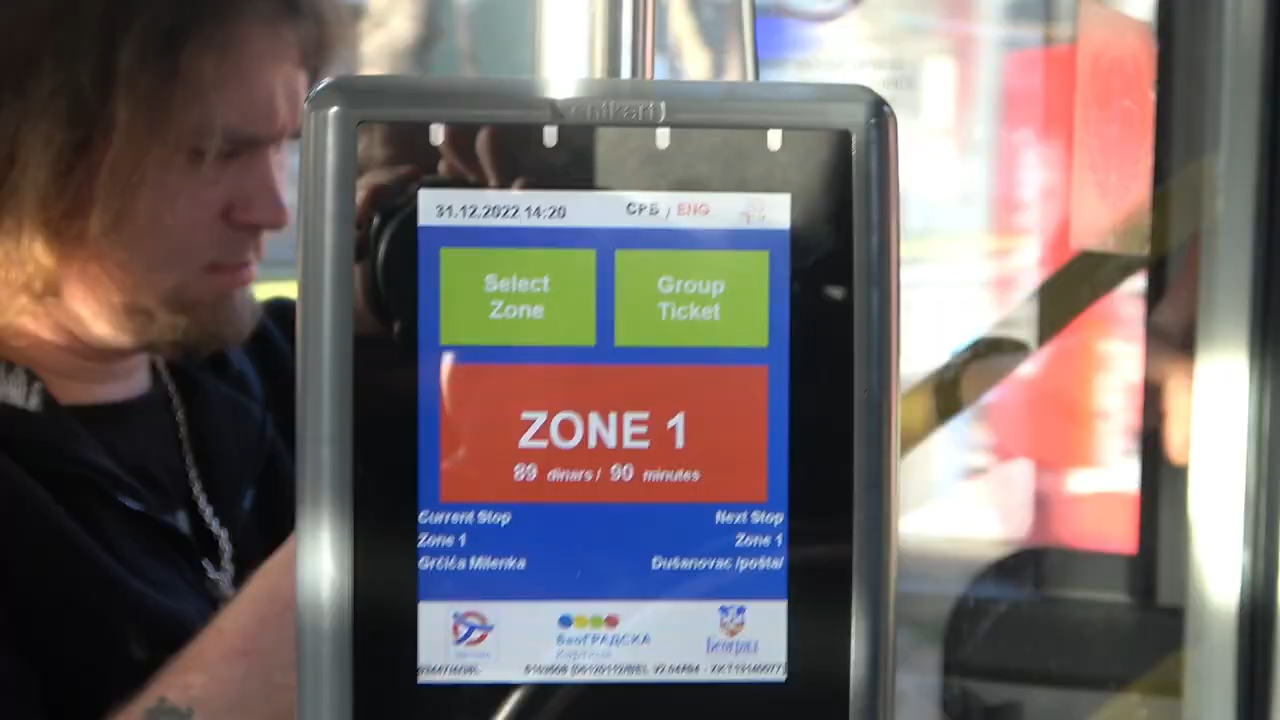 31.12.2022 14:20
СРБ / ENG
Select
Zone
Group
Ticket
ZONE 1
89 dinars / 90 minutes
Current Stop
Zone 1
Grčića Milenka
Next Stop
Zone 1
Dušanovac /pošta/
БеоГРАДСКА
Картица
Београд